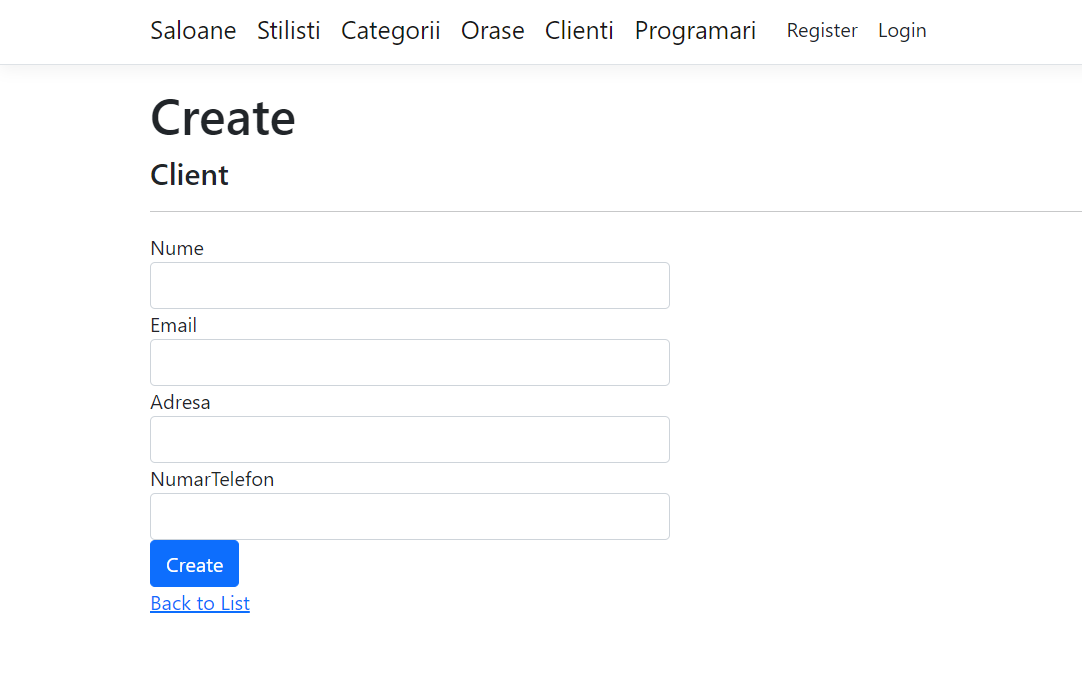 Saloane Stilisti Categorii Orase Clienti Programari Register Login
Create
Client
Nume
Email
Adresa
NumarTelefon
Create
Back to List